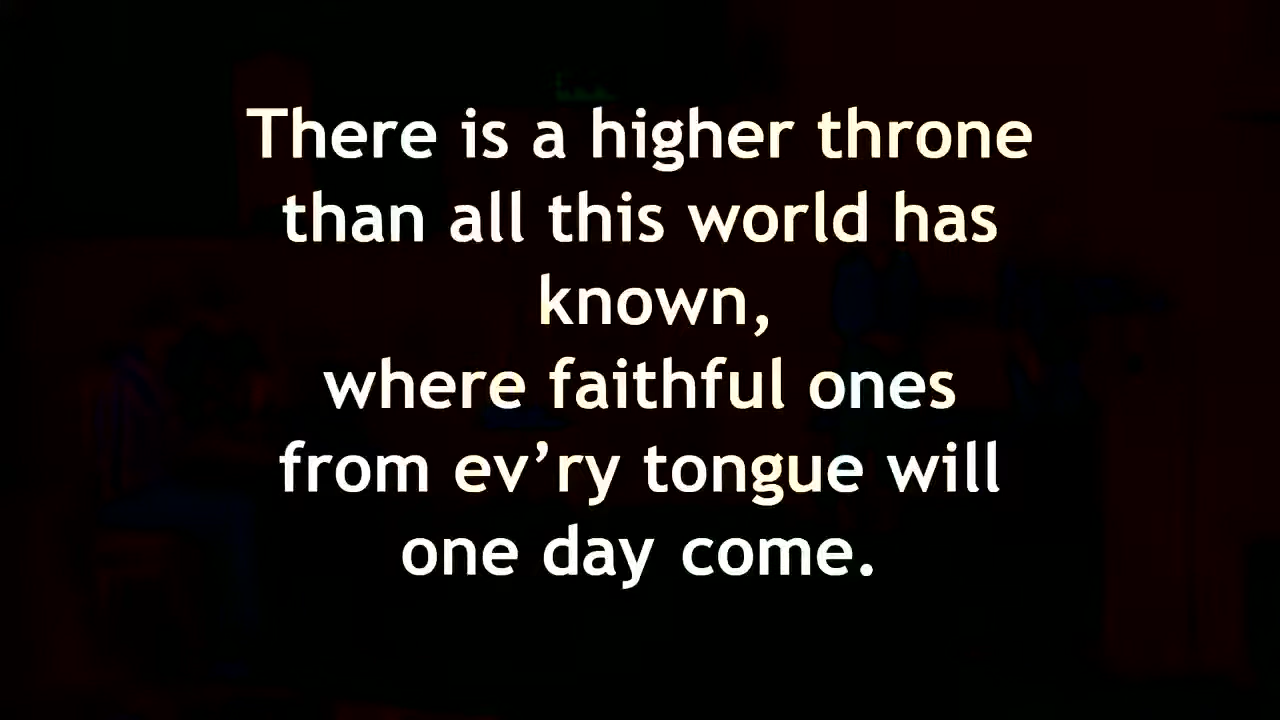 There is a higher throne
than all this world has
known,
where faithful ones
from ev’ry tongue will
one day come.